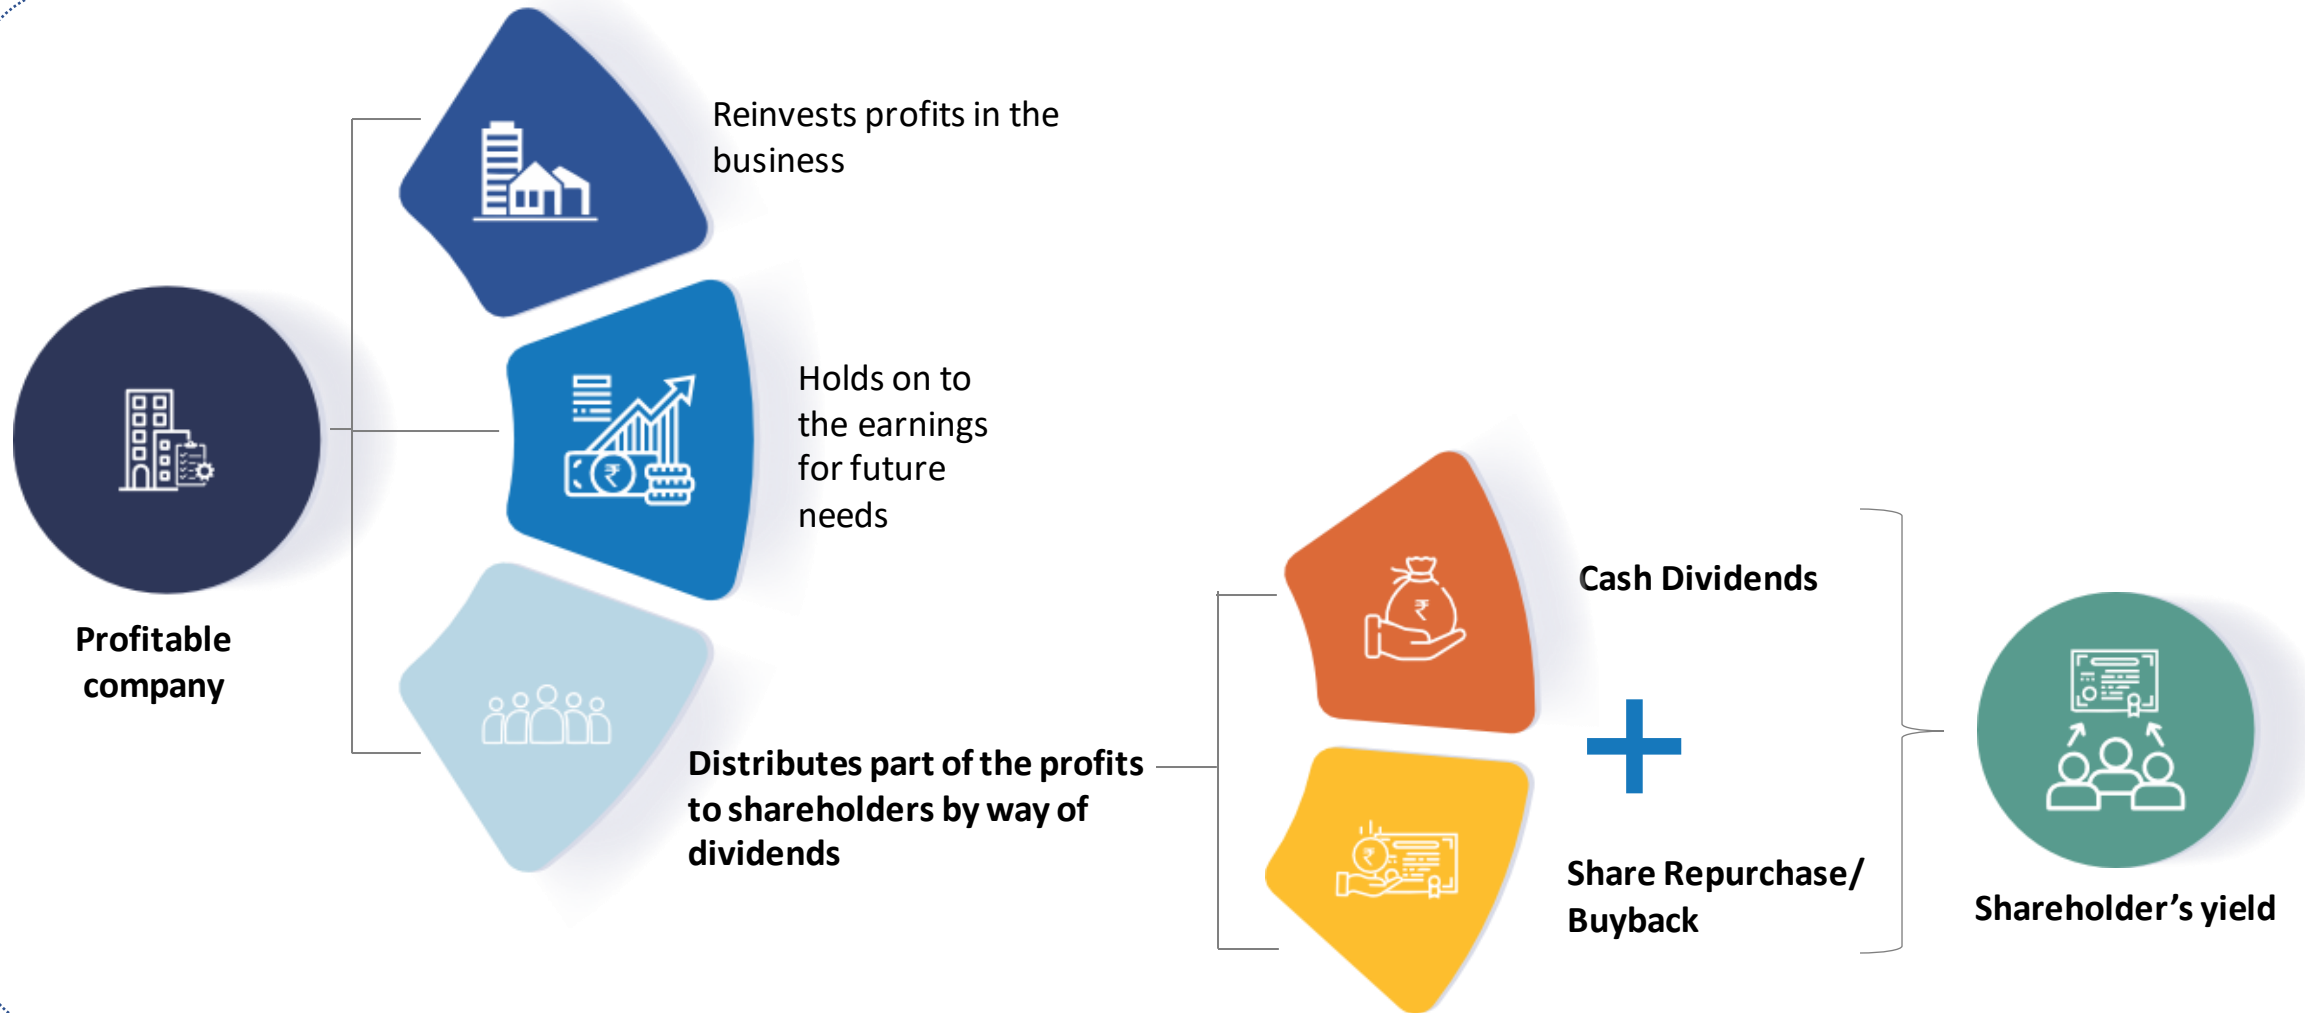 Reinvests profits in the
business
Holds on to
the earnings
for future
needs
Profitable
company
Distributes part of the profits
to shareholders by way of
dividends
Cash Dividends
Share Repurchase/
Buyback
Shareholder’s yield